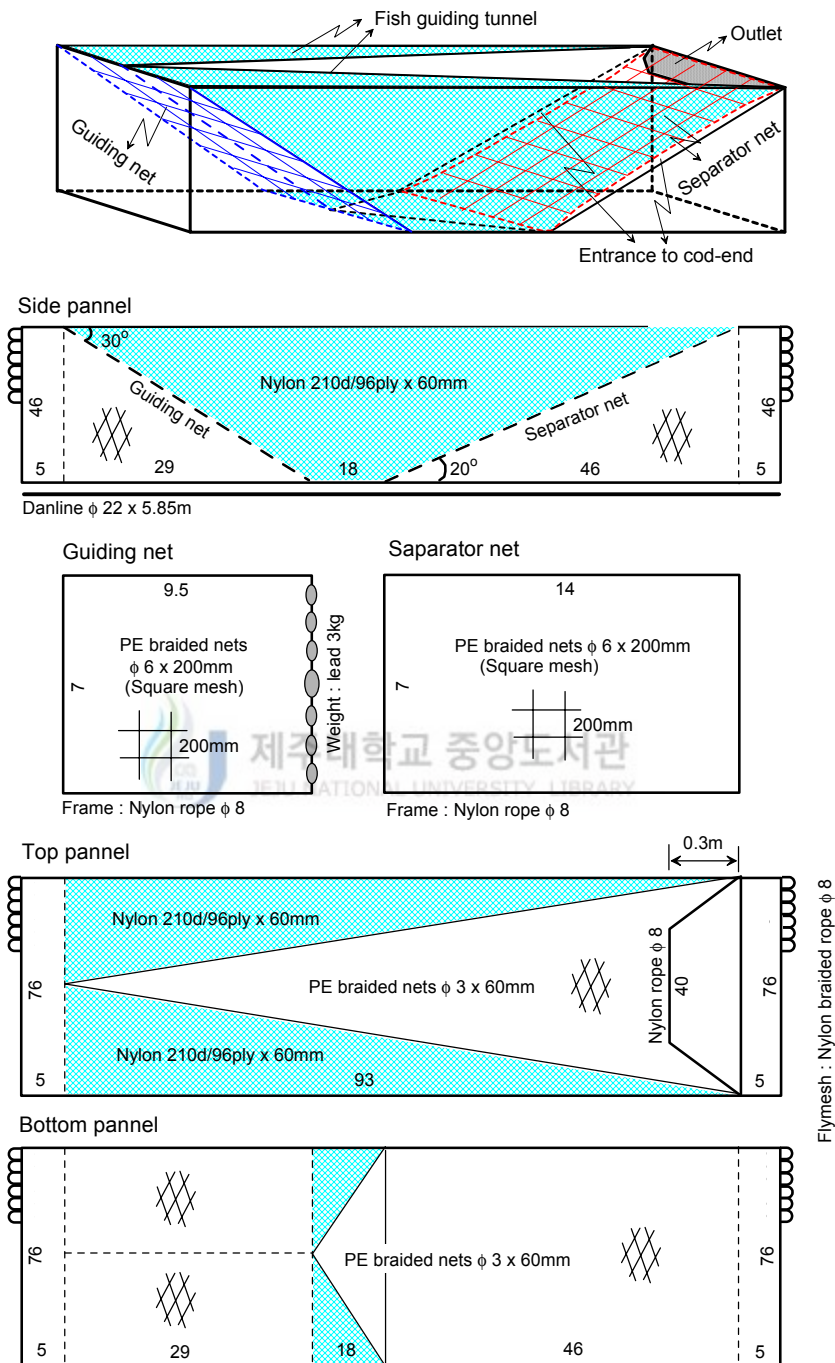 Fish guiding tunnel
Outlet
Guiding net
Separator net
Entrance to cod-end
Side pannel
30°
Nylon 210d/96ply x 60mm
Guiding net
Separator net
46
46
5
29
18
20°
46
5
Danline ϕ 22 x 5.85m
Guiding net
9.5
PE braided nets
ϕ 6 x 200mm
(Square mesh)
7
200mm
Weight : lead 3kg
Frame : Nylon rope ϕ 8
Saparator net
14
PE braided nets ϕ 6 x 200mm
(Square mesh)
7
200mm
Frame : Nylon rope ϕ 8
제주대학교 중앙도서관
JEJU NATIONAL UNIVERSITY LIBRARY
JEJU
Top pannel
0.3m
Nylon 210d/96ply x 60mm
PE braided nets ϕ 3 x 60mm
Nylon rope ϕ 8
40
76
76
Nylon 210d/96ply x 60mm
5
93
5
Flymesh : Nylon braided rope ϕ 8
Bottom pannel
76
PE braided nets ϕ 3 x 60mm
76
5
29
18
46
5